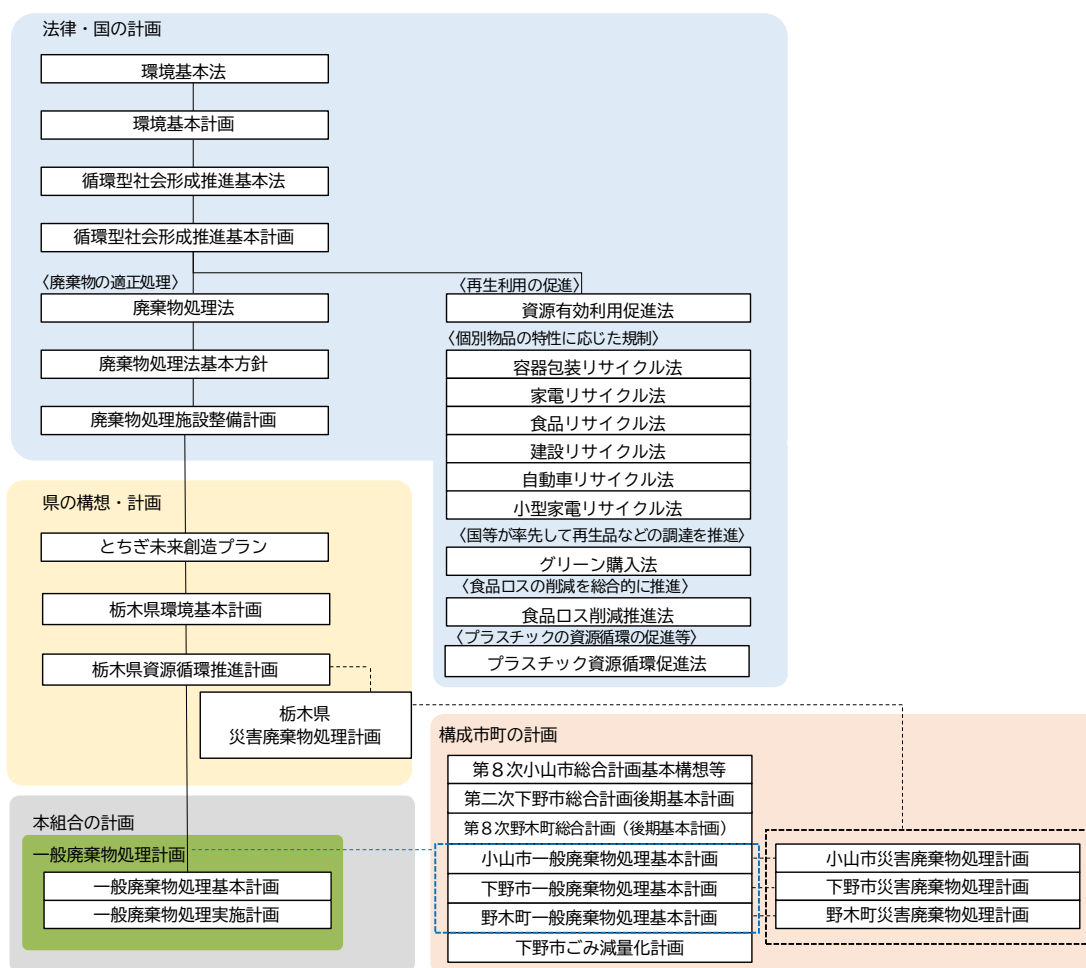 法律・国の計画
環境基本法
環境基本計画
循環型社会形成推進基本法
循環型社会形成推進基本計画
〈廃棄物の適正処理〉
廃棄物処理法
廃棄物処理法基本方針
廃棄物処理施設整備計画
〈再生利用の促進〉
資源有効利用促進法
〈個別物品の特性に応じた規制〉
容器包装リサイクル法
家電リサイクル法
食品リサイクル法
建設リサイクル法
自動車リサイクル法
小型家電リサイクル法
〈国等が率先して再生品などの調達を推進〉
グリーン購入法
〈食品ロスの削減を総合的に推進〉
食品ロス削減推進法
〈プラスチックの資源循環の促進等〉
プラスチック資源循環促進法
県の構想・計画
とちぎ未来創造プラン
栃木県環境基本計画
栃木県資源循環推進計画
栃木県
災害廃棄物処理計画
構成市町の計画
第８次小山市総合計画基本構想等
第二次下野市総合計画後期基本計画
第８次野木町総合計画（後期基本計画）
小山市一般廃棄物処理基本計画
下野市一般廃棄物処理基本計画
野木町一般廃棄物処理基本計画
下野市ごみ減量化計画
小山市災害廃棄物処理計画
下野市災害廃棄物処理計画
野木町災害廃棄物処理計画
本組合の計画
一般廃棄物処理計画
一般廃棄物処理基本計画
一般廃棄物処理実施計画